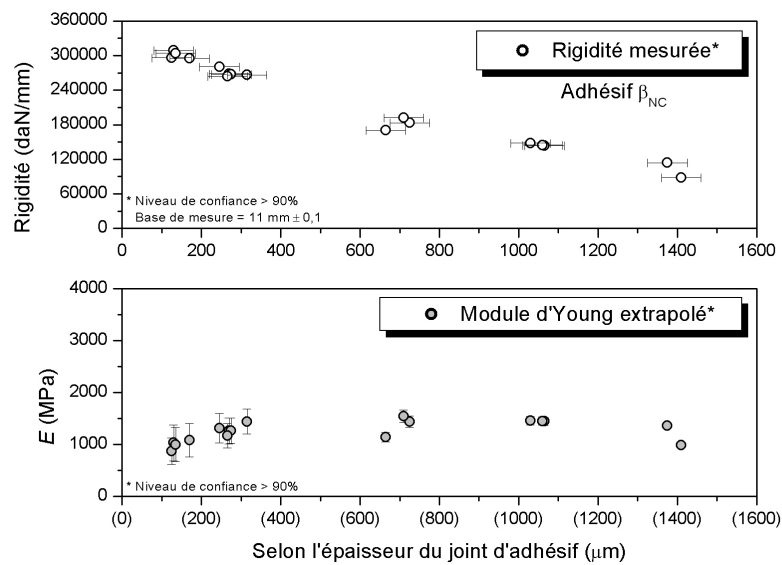 360000
300000
240000
180000
120000
60000
0
Rigidité (daN/mm)
Rigidité mesurée*
Adhésif βNC
* Niveau de confiance > 90%
Base de mesure = 11 mm ± 0,1
0 200 400 600 800 1000 1200 1400 1600
4000
3000
2000
1000
0
E (MPa)
Module d'Young extrapolé*
* Niveau de confiance > 90%
(0) (200) (400) (600) (800) (1000) (1200) (1400) (1600)
Selon l'épaisseur du joint d'adhésif (μm)